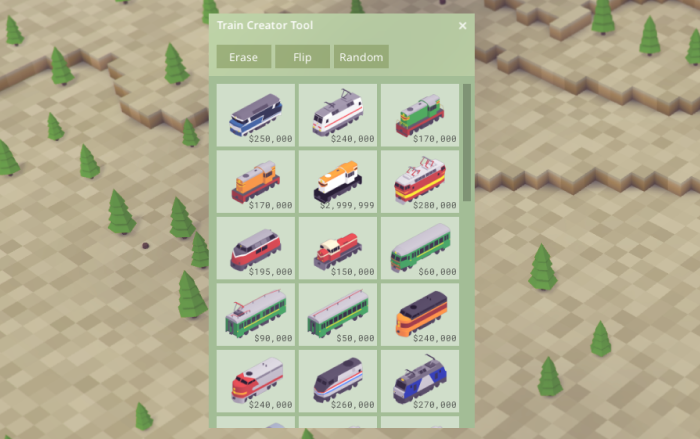 Train Creator Tool ×
Erase Flip Random
$250,000 $240,000 $170,000
$170,000 $2,999,999 $280,000
$195,000 $150,000 $60,000
$90,000 $50,000 $240,000
$240,000 $260,000 $270,000